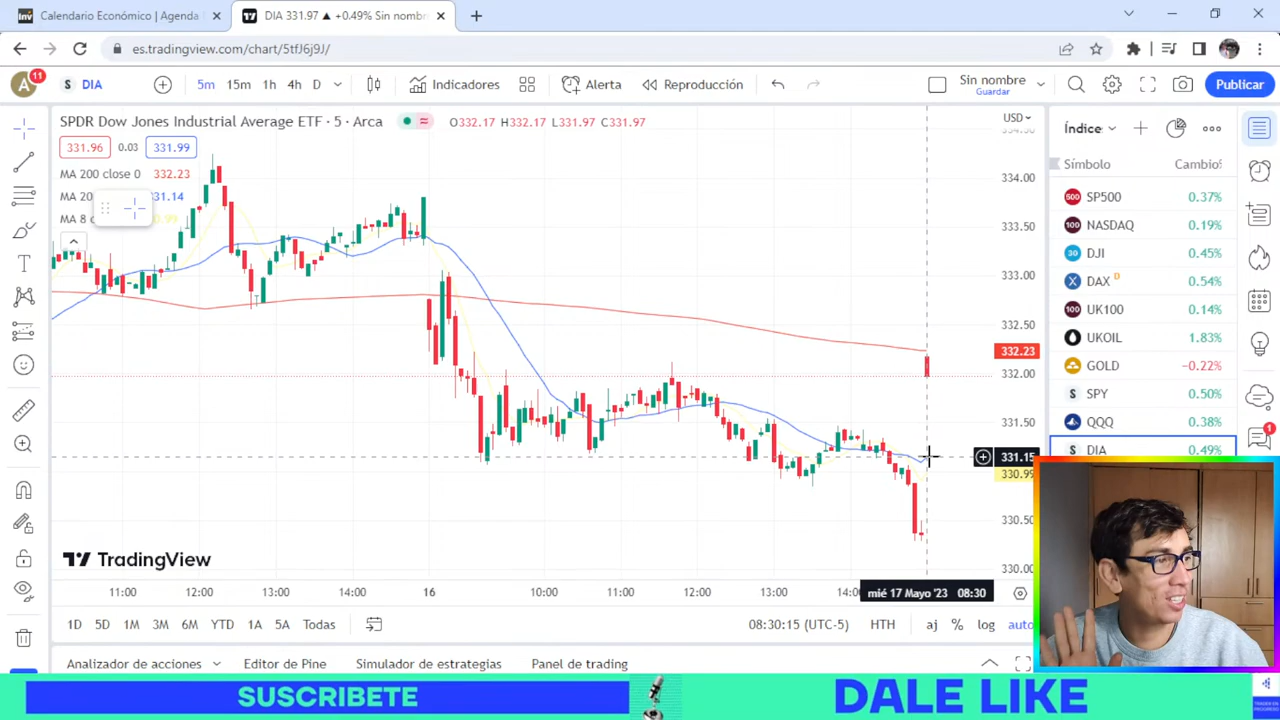 Calendario Económico | Agenda
DIA 331.97 ▲ +0.49% Sin nomb
es.tradingview.com/chart/5tfJ6j9J/
A
11
S DIA
5m 15m 1h 4h D
Indicadores
Alerta
Reproducción
Sin nombre
Guardar
Publicar
SPDR Dow Jones Industrial Average ETF · 5 · Arca
O332.17 H332.17 L331.97 C331.97
331.96 0.03 331.99
MA 200 close 0 332.23
MA 20
MA 8
USD
334.00
333.50
333.00
332.50
332.23
332.00
331.50
331.15
330.99
330.50
330.00
TradingView
11:00 12:00 13:00 14:00 16 10:00 11:00 12:00 13:00 14:00
mié 17 Mayo '23 08:30
1D 5D 1M 3M 6M YTD 1A 5A Todas
08:30:15 (UTC-5) HTH aj % log auto
Analizador de acciones
Editor de Pine
Simulador de estrategias
Panel de trading
Índice
Símbolo Cambio%
SP500 0.37%
NASDAQ 0.19%
DJI 0.45%
DAX D 0.54%
UK100 0.14%
UKOIL 1.83%
GOLD −0.22%
SPY 0.50%
QQQ 0.38%
DIA 0.49%
SUSCRIBETE
DALE LIKE